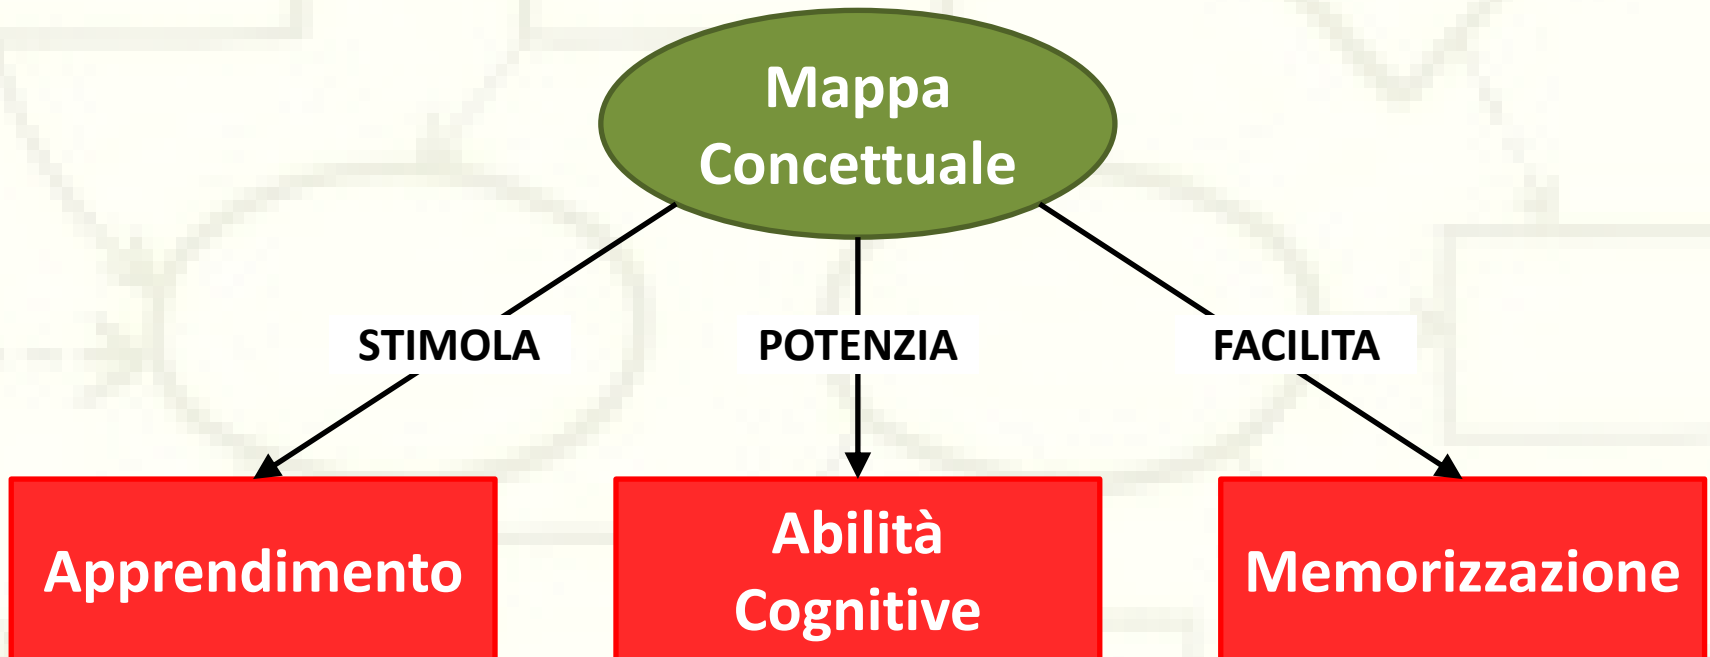 Mappa
Concettuale
STIMOLA
POTENZIA
FACILITA
Apprendimento
Abilità
Cognitive
Memorizzazione